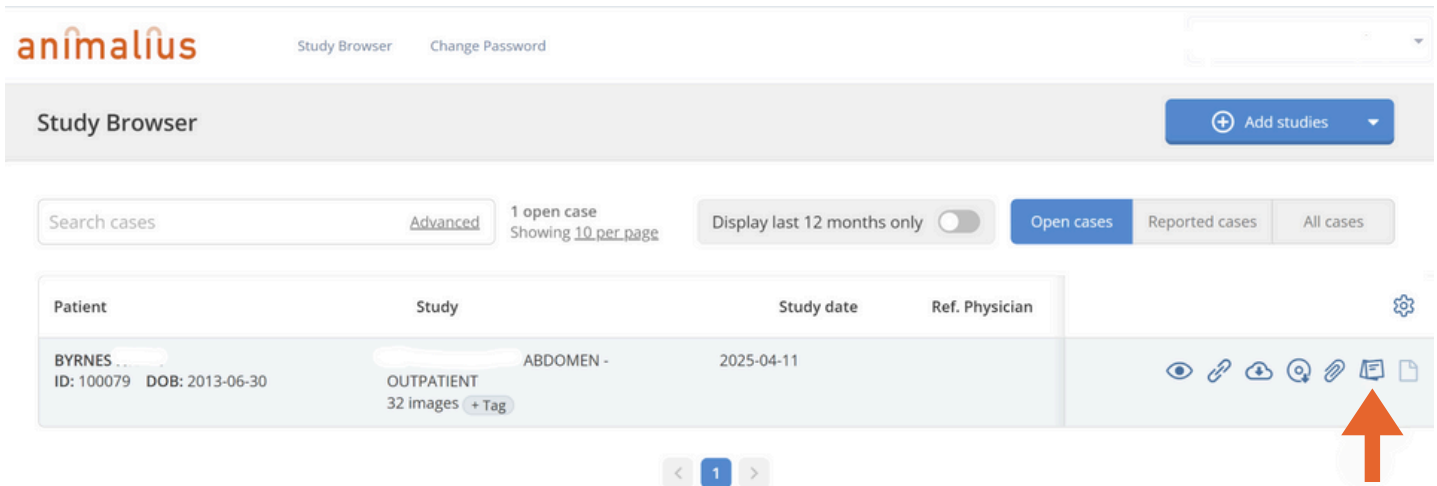 animalius
Study Browser Change Password
Study Browser
Add studies
Search cases Advanced
1 open case
Showing 10 per page
Display last 12 months only
Open cases Reported cases All cases
Patient Study Study date Ref. Physician
BYRNES ABDOMEN - 2025-04-11
ID: 100079 DOB: 2013-06-30 OUTPATIENT
32 images + Tag
< 1 >